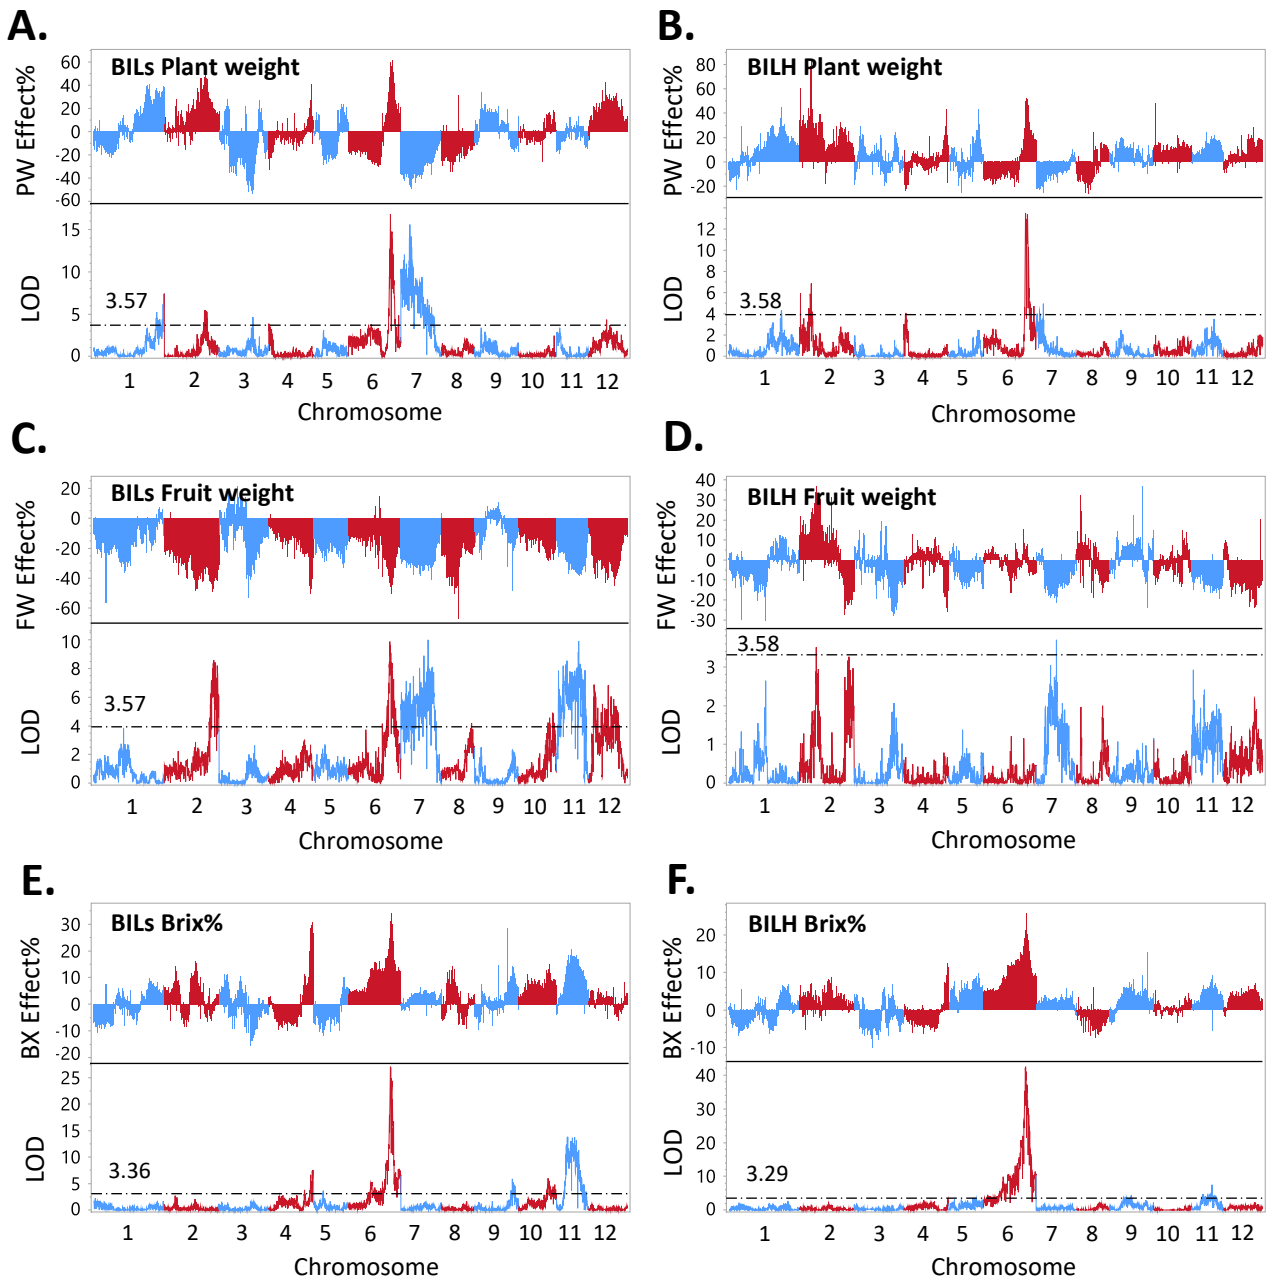 A.
BILs Plant weight
PW Effect%
60
40
20
0
-20
-40
-60
LOD
15
10
5
0
3.57
1 2 3 4 5 6 7 8 9 10 11 12
Chromosome
B.
BILH Plant weight
PW Effect%
80
60
40
20
0
-20
LOD
12
10
8
6
4
2
0
3.58
1 2 3 4 5 6 7 8 9 10 11 12
Chromosome
C.
BILs Fruit weight
FW Effect%
20
0
-20
-40
-60
LOD
10
8
6
4
2
0
3.57
1 2 3 4 5 6 7 8 9 10 11 12
Chromosome
D.
BILH Fruit weight
FW Effect%
40
30
20
10
0
-10
-20
-30
LOD
3
2
1
0
3.58
1 2 3 4 5 6 7 8 9 10 11 12
Chromosome
E.
BILs Brix%
BX Effect%
30
20
10
0
-10
-20
LOD
25
20
15
10
5
0
3.36
1 2 3 4 5 6 7 8 9 10 11 12
Chromosome
F.
BILH Brix%
BX Effect%
20
10
0
-10
LOD
40
30
20
10
0
3.29
1 2 3 4 5 6 7 8 9 10 11 12
Chromosome